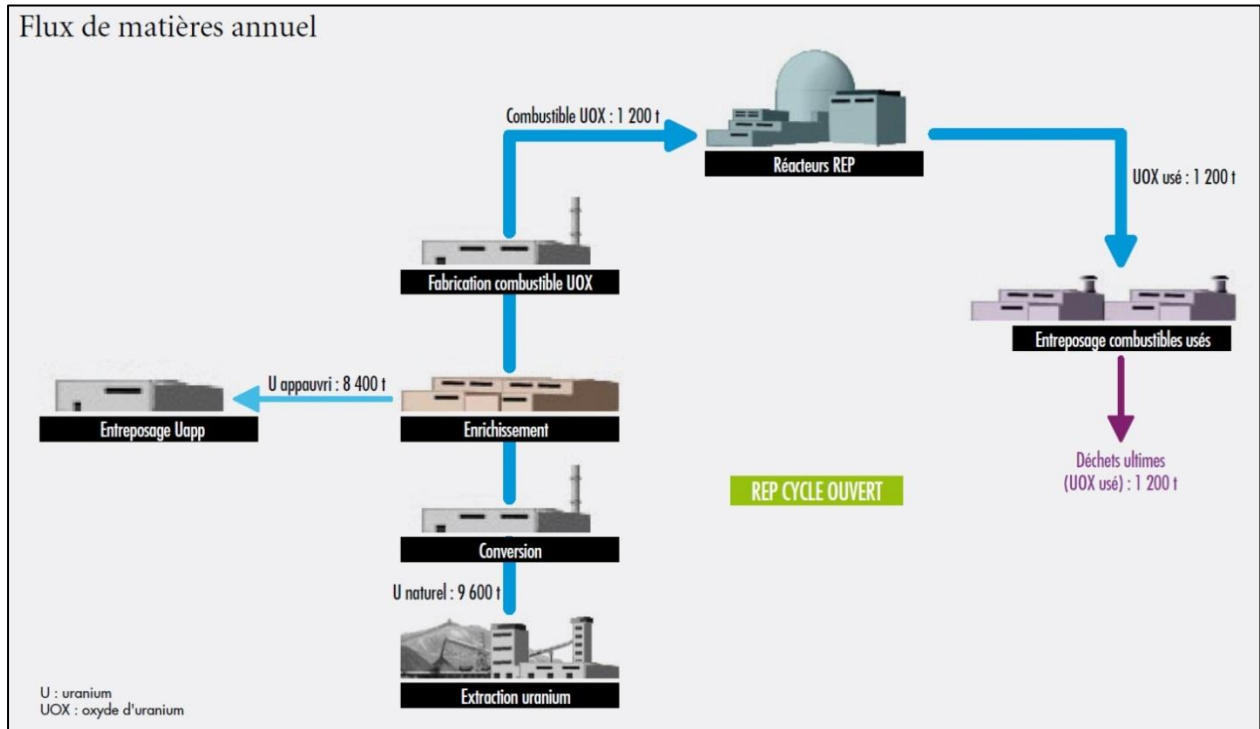 Flux de matières annuel
Combustible UOX : 1 200 t
Réacteurs REP
UOX usé : 1 200 t
Fabrication combustible UOX
Entreposage combustibles usés
U appauvri : 8 400 t
Entreposage Uapp
Enrichissement
Déchets ultimes
(UOX usé) : 1 200 t
REP CYCLE OUVERT
Conversion
U naturel : 9 600 t
Extraction uranium
U : uranium
UOX : oxyde d'uranium